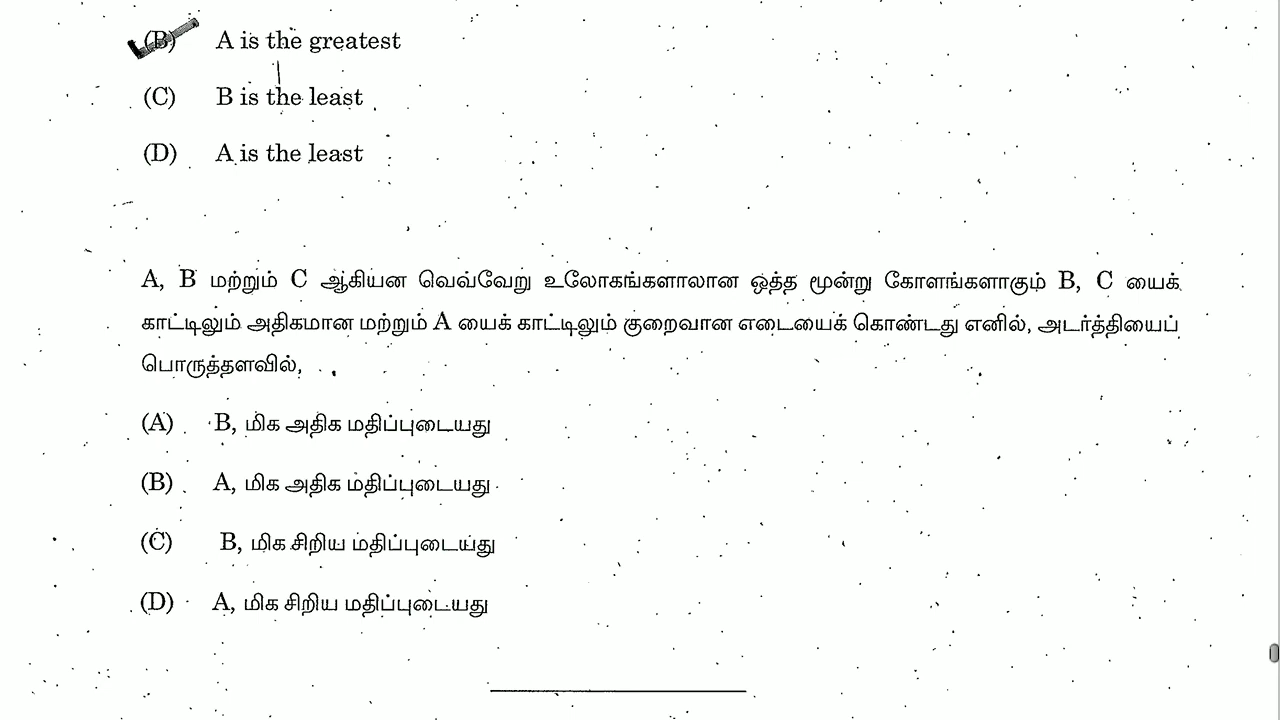 (B) A is the greatest
(C) B is the least
(D) A is the least
A, B மற்றும் C ஆகியன வெவ்வேறு உலோகங்களாலான ஒத்த மூன்று கோளங்களாகும் B, C யைக்
காட்டிலும் அதிகமான மற்றும் A யைக் காட்டிலும் குறைவான எடையைக் கொண்டது எனில், அடர்த்தியைப்
பொருத்தளவில்,
(A) B, மிக அதிக மதிப்புடையது
(B) A, மிக அதிக மதிப்புடையது
(C) B, மிக சிறிய மதிப்புடையது
(D) A, மிக சிறிய மதிப்புடையது